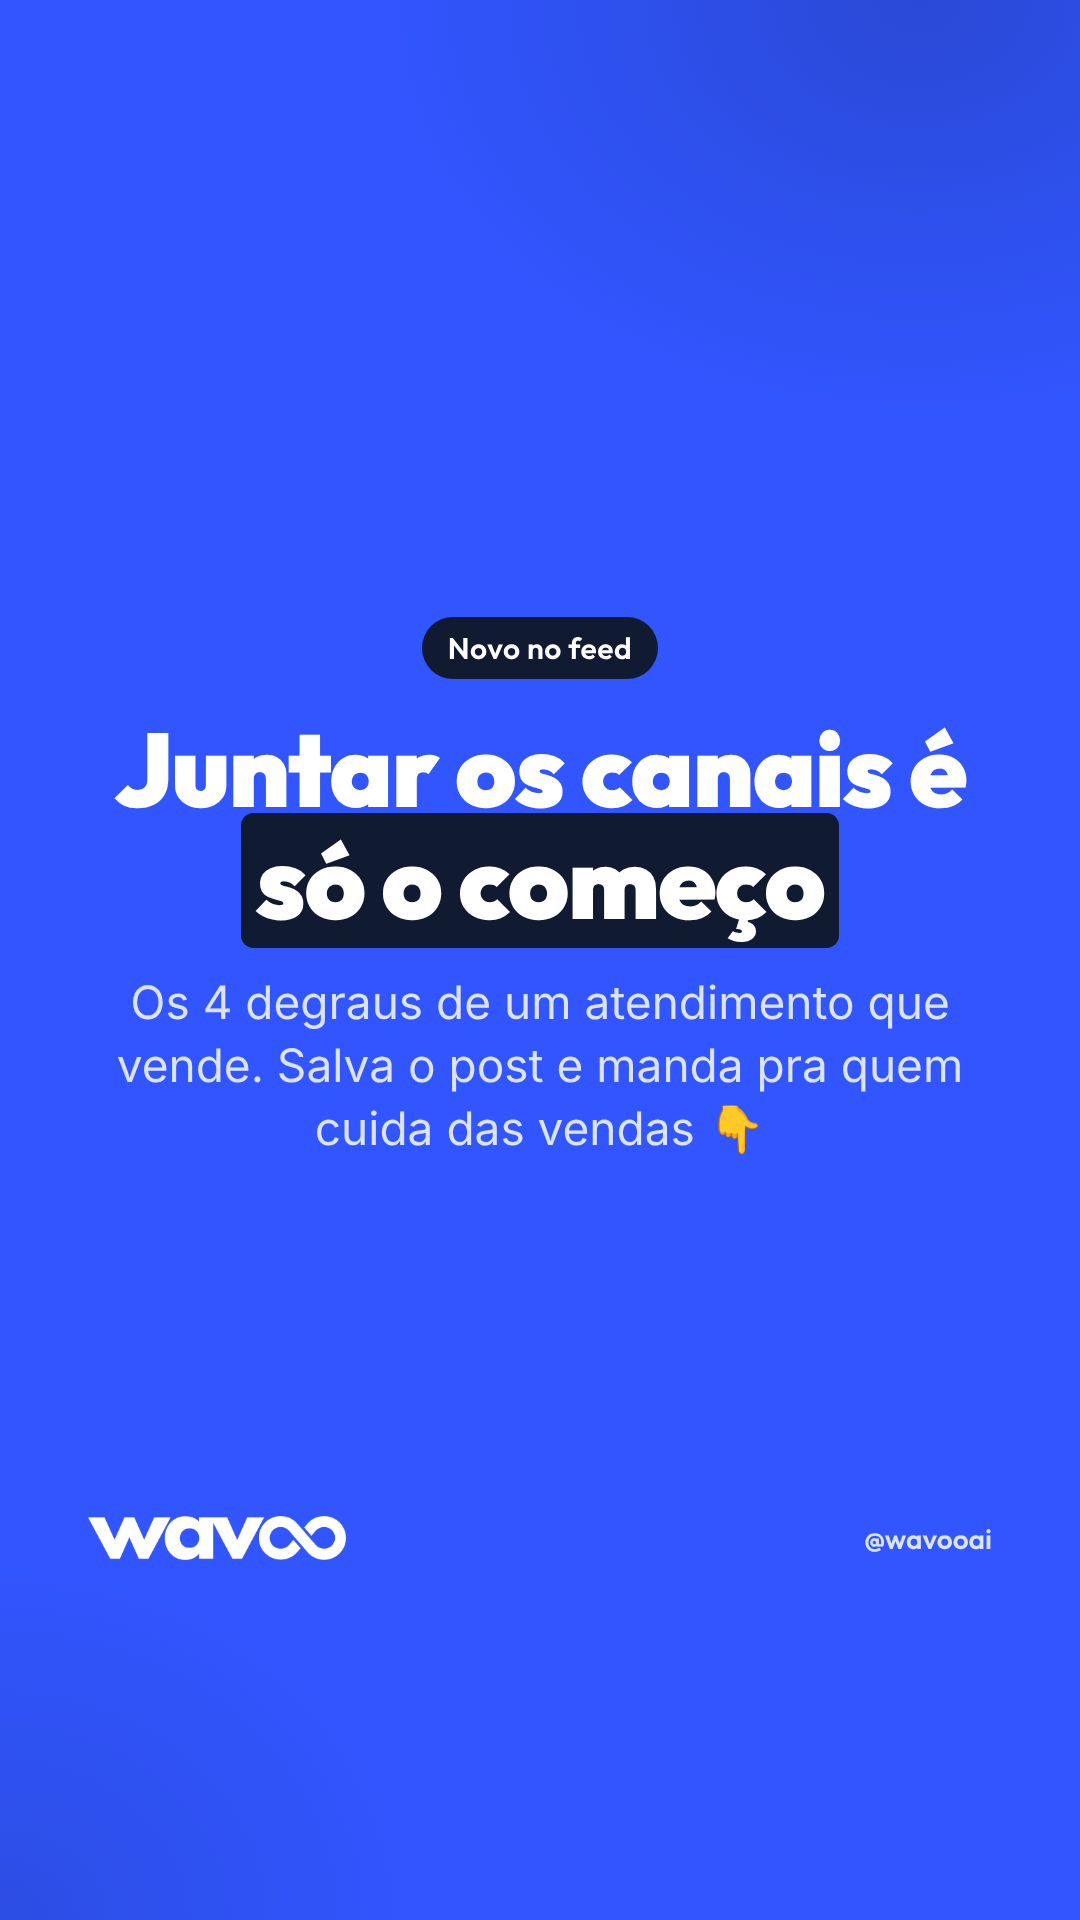 Novo no feed
Juntar os canais é
só o começo
Os 4 degraus de um atendimento que
vende. Salva o post e manda pra quem
cuida das vendas 👇
wavoo
@wavooai